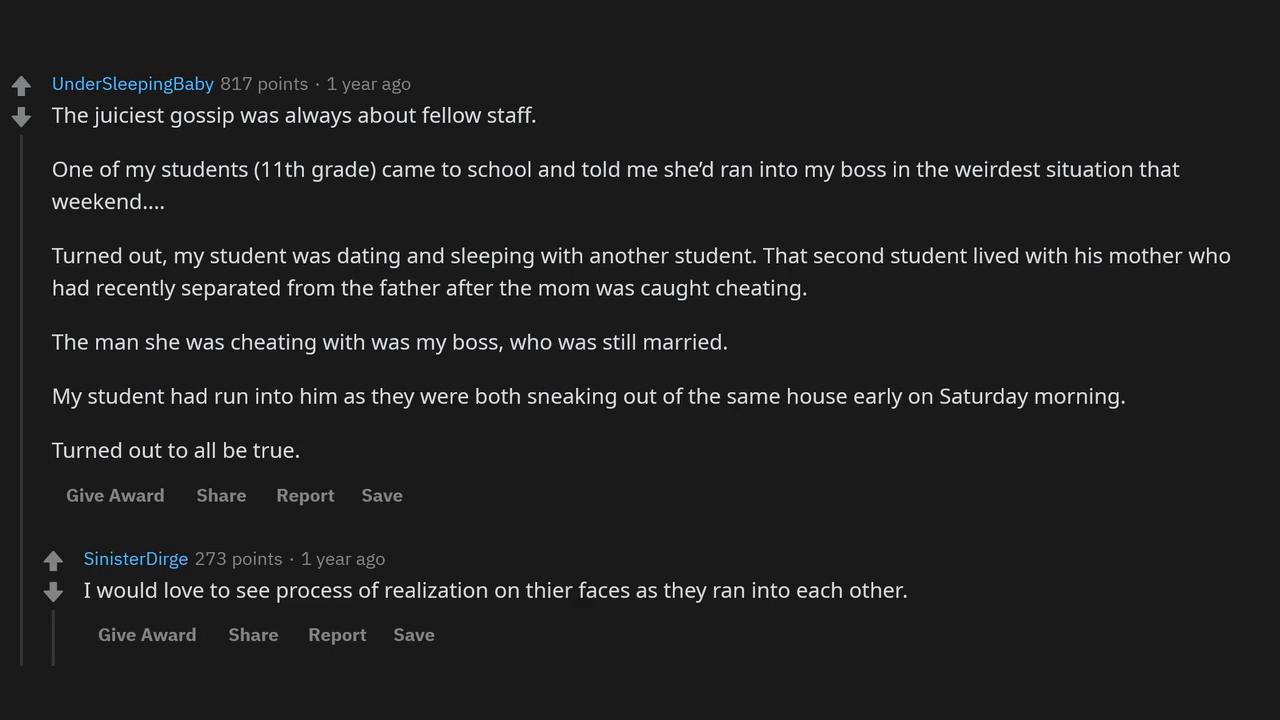 UnderSleepingBaby 817 points · 1 year ago
The juiciest gossip was always about fellow staff.
One of my students (11th grade) came to school and told me she’d ran into my boss in the weirdest situation that
weekend....
Turned out, my student was dating and sleeping with another student. That second student lived with his mother who
had recently separated from the father after the mom was caught cheating.
The man she was cheating with was my boss, who was still married.
My student had run into him as they were both sneaking out of the same house early on Saturday morning.
Turned out to all be true.
Give Award Share Report Save
SinisterDirge 273 points · 1 year ago
I would love to see process of realization on thier faces as they ran into each other.
Give Award Share Report Save